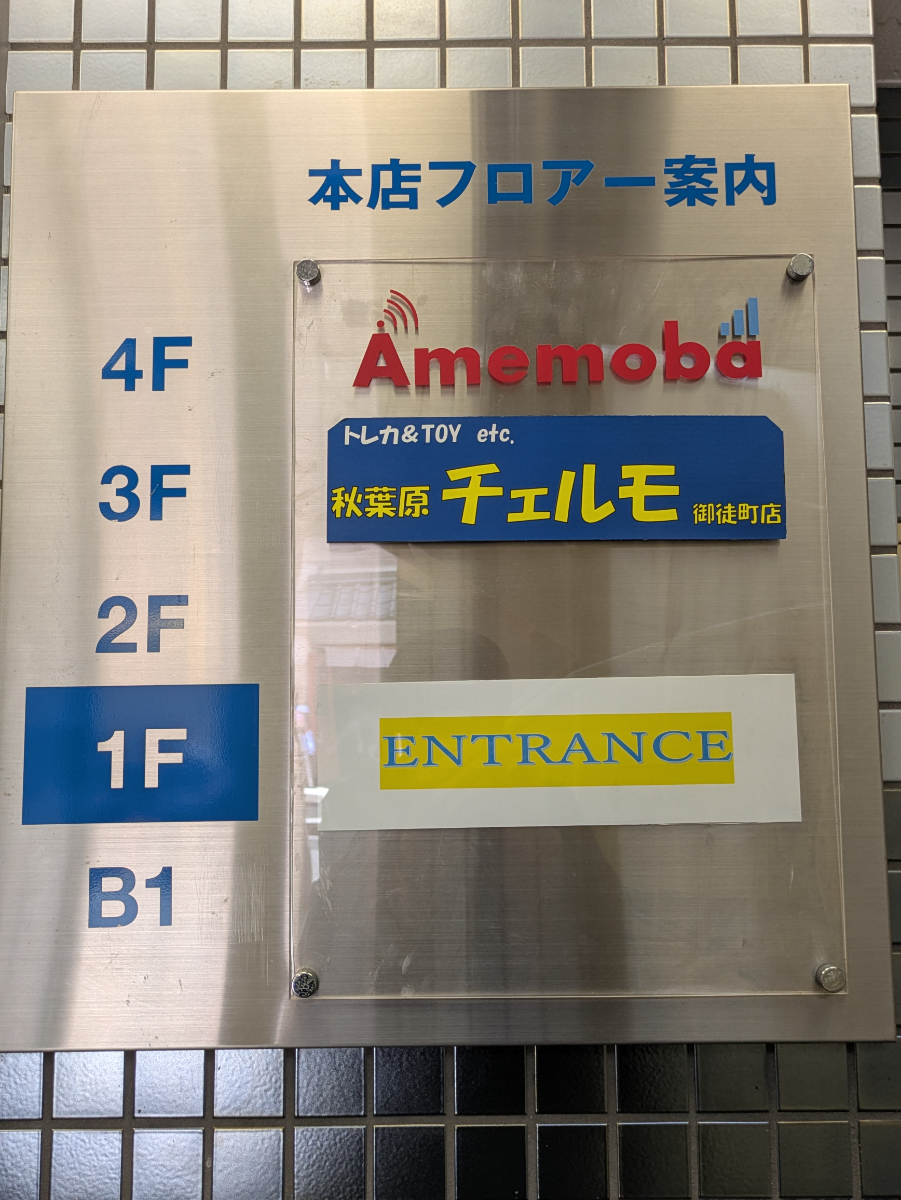 本店フロアー案内
4F
Amemoba
3F
トレカ&TOY etc.
秋葉原 チェルモ 御徒町店
2F
1F
ENTRANCE
B1